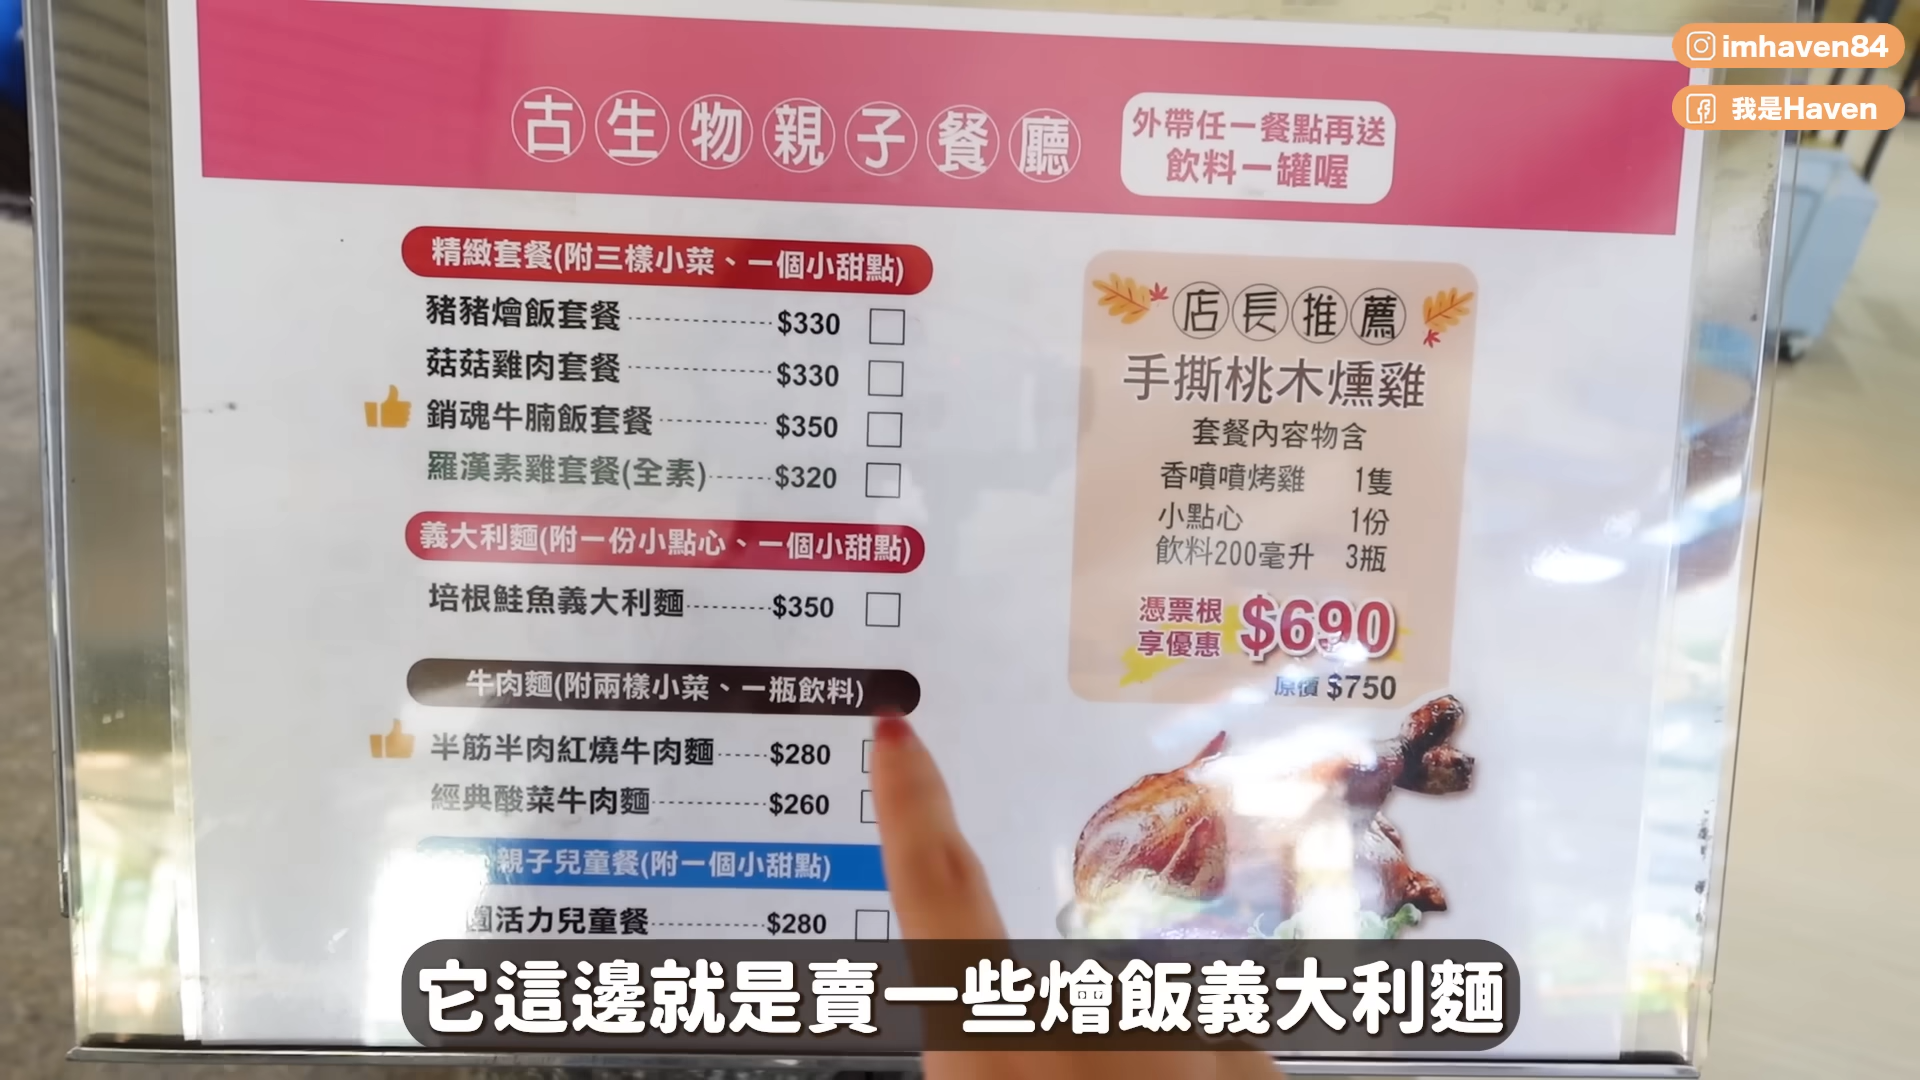 imhaven84
我是Haven
古生物親子餐廳
外帶任一餐點再送
飲料一罐喔
精緻套餐(附三樣小菜、一個小甜點)
豬豬燴飯套餐 $330
菇菇雞肉套餐 $330
銷魂牛腩飯套餐 $350
羅漢素雞套餐(全素) $320
義大利麵(附一份小點心、一個小甜點)
培根鮭魚義大利麵 $350
牛肉麵(附兩樣小菜、一瓶飲料)
半筋半肉紅燒牛肉麵 $280
經典酸菜牛肉麵 $260
親子兒童餐(附一個小甜點)
活力兒童餐 $280
店長推薦
手撕桃木燻雞
套餐內容物含
香噴噴烤雞 1隻
小點心 1份
飲料200毫升 3瓶
憑票根
享優惠 $690
原價 $750
它這邊就是賣一些燴飯義大利麵